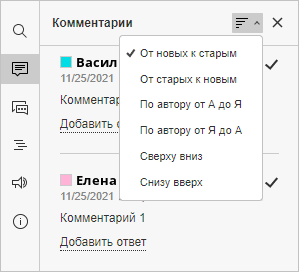 Комментарии
Васил
11/25/2021
Комментар
Добавить о
От новых к старым
От старых к новым
По автору от А до Я
По автору от Я до А
Сверху вниз
Снизу вверх
Елена
11/25/2021
Комментарий 1
Добавить ответ